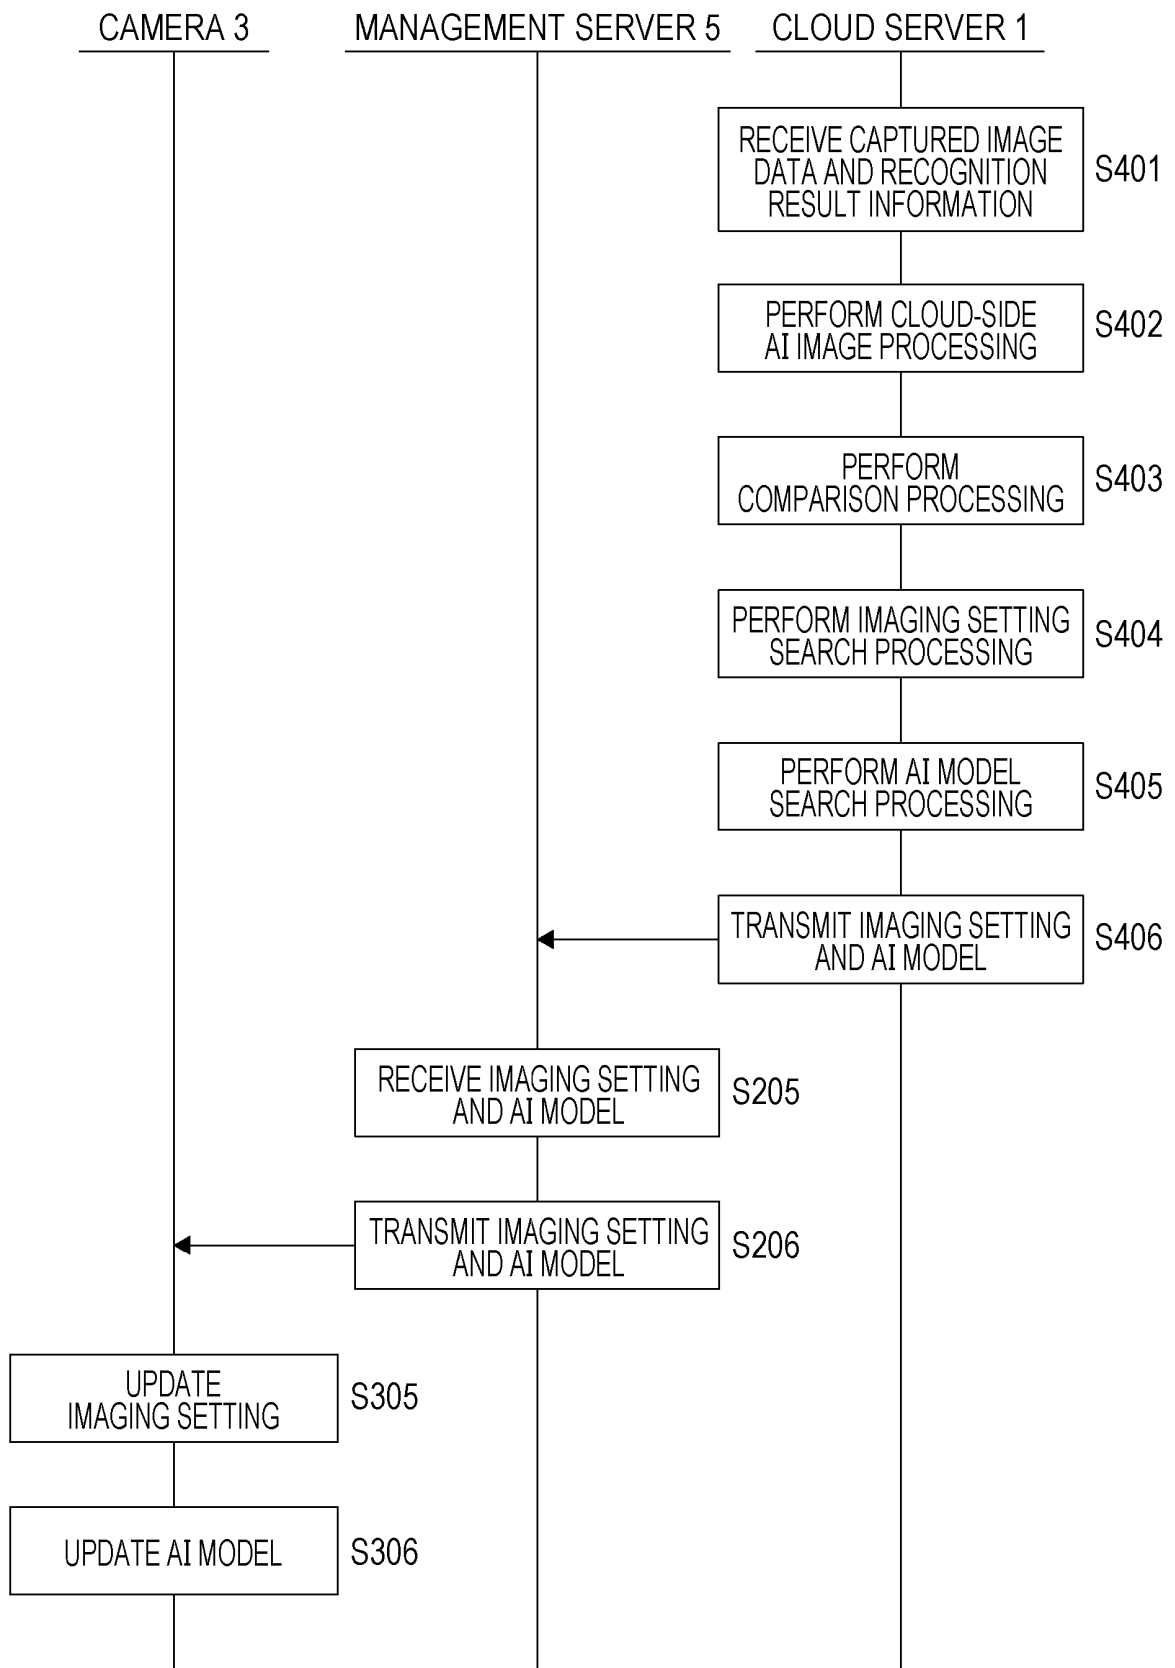 CAMERA 3
MANAGEMENT SERVER 5
CLOUD SERVER 1
RECEIVE CAPTURED IMAGE
DATA AND RECOGNITION
RESULT INFORMATION
S401
PERFORM CLOUD-SIDE
AI IMAGE PROCESSING
S402
PERFORM
COMPARISON PROCESSING
S403
PERFORM IMAGING SETTING
SEARCH PROCESSING
S404
PERFORM AI MODEL
SEARCH PROCESSING
S405
TRANSMIT IMAGING SETTING
AND AI MODEL
S406
RECEIVE IMAGING SETTING
AND AI MODEL
S205
TRANSMIT IMAGING SETTING
AND AI MODEL
S206
UPDATE
IMAGING SETTING
S305
UPDATE AI MODEL
S306